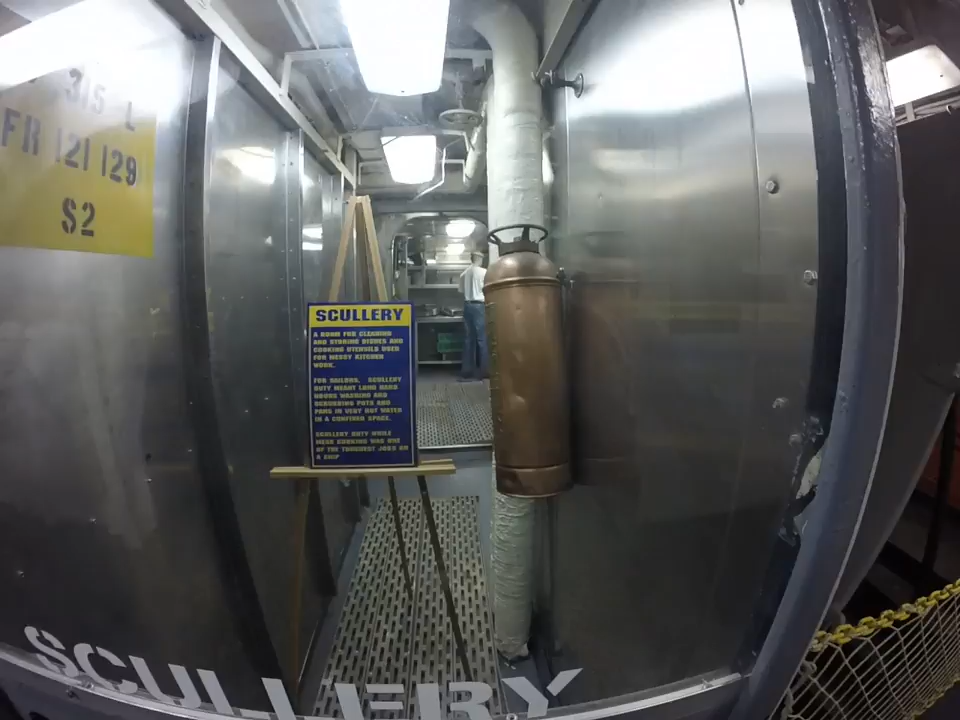 315 L
FR 121 129
S2
SCULLERY
A ROOM FOR CLEANING
AND STORING DISHES AND
COOKING UTENSILS USED
FOR MESSY KITCHEN
WORK.
FOR SAILORS, SCULLERY
DUTY MEANT LONG HARD
HOURS WASHING AND
SCRUBBING POTS AND
PANS IN VERY HOT WATER
IN A CONFINED SPACE.
SCULLERY DUTY WHILE
MESS COOKING WAS ONE
OF THE TOUGHEST JOBS ON
A SHIP
SCULLERY